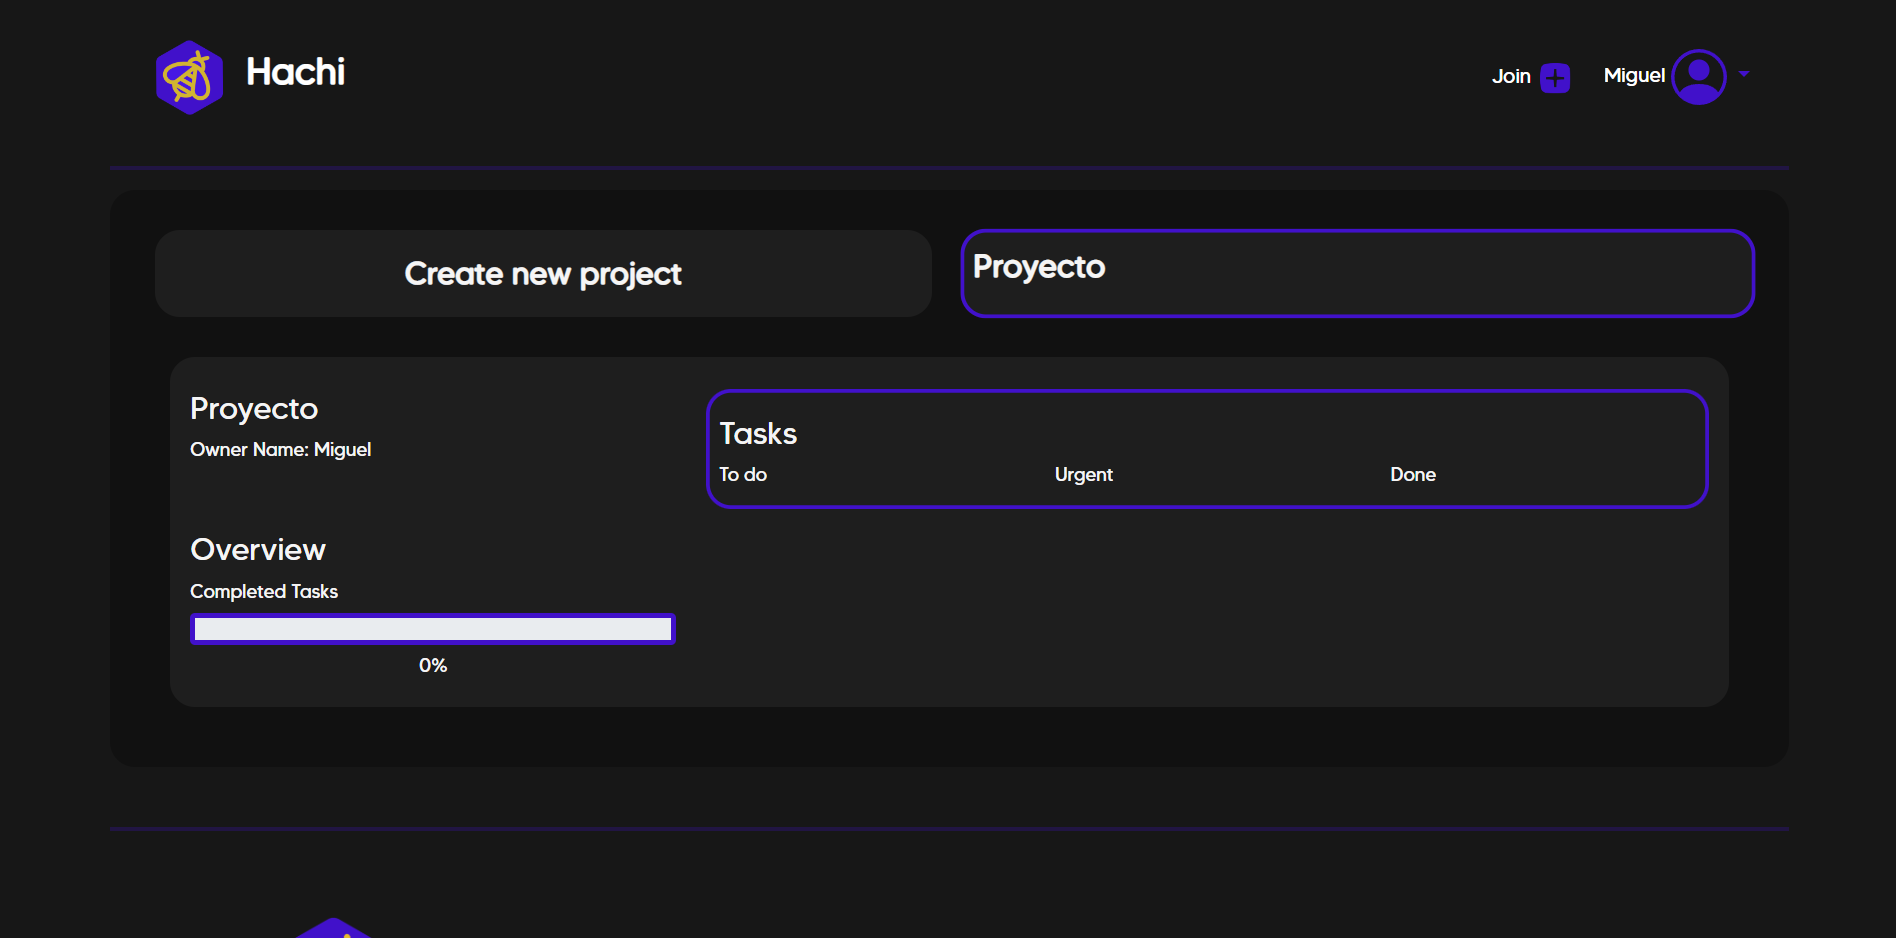 Hachi
Join
Miguel
Create new project
Proyecto
Proyecto
Owner Name: Miguel
Tasks
To do
Urgent
Done
Overview
Completed Tasks
0%